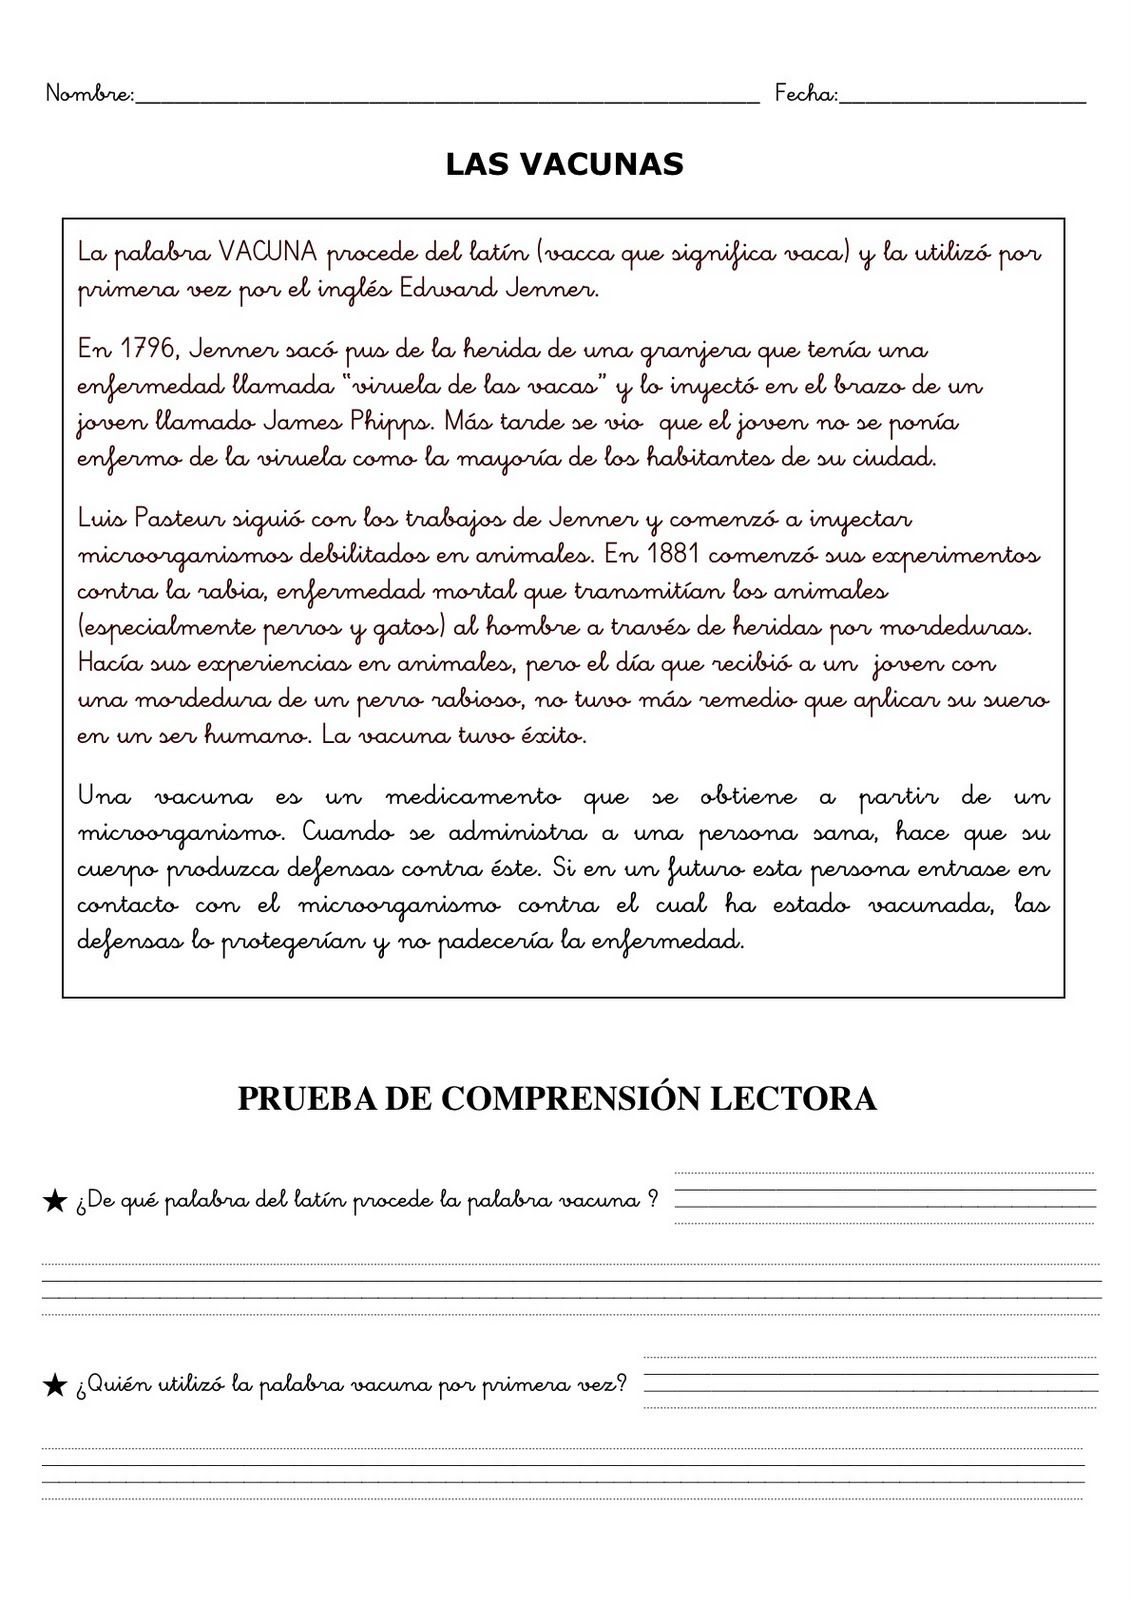 Nombre:________________________________________________ Fecha:___________________
LAS VACUNAS
La palabra VACUNA procede del latín (vacca que significa vaca) y la utilizó por
primera vez por el inglés Edward Jenner.
En 1796, Jenner sacó pus de la herida de una granjera que tenía una
enfermedad llamada “viruela de las vacas” y lo inyectó en el brazo de un
joven llamado James Phipps. Más tarde se vio que el joven no se ponía
enfermo de la viruela como la mayoría de los habitantes de su ciudad.
Luis Pasteur siguió con los trabajos de Jenner y comenzó a inyectar
microorganismos debilitados en animales. En 1881 comenzó sus experimentos
contra la rabia, enfermedad mortal que transmitían los animales
(especialmente perros y gatos) al hombre a través de heridas por mordeduras.
Hacía sus experiencias en animales, pero el día que recibió a un joven con
una mordedura de un perro rabioso, no tuvo más remedio que aplicar su suero
en un ser humano. La vacuna tuvo éxito.
Una vacuna es un medicamento que se obtiene a partir de un
microorganismo. Cuando se administra a una persona sana, hace que su
cuerpo produzca defensas contra éste. Si en un futuro esta persona entrase en
contacto con el microorganismo contra el cual ha estado vacunada, las
defensas lo protegerían y no padecería la enfermedad.
PRUEBA DE COMPRENSIÓN LECTORA
★ ¿De qué palabra del latín procede la palabra vacuna ?
★ ¿Quién utilizó la palabra vacuna por primera vez?